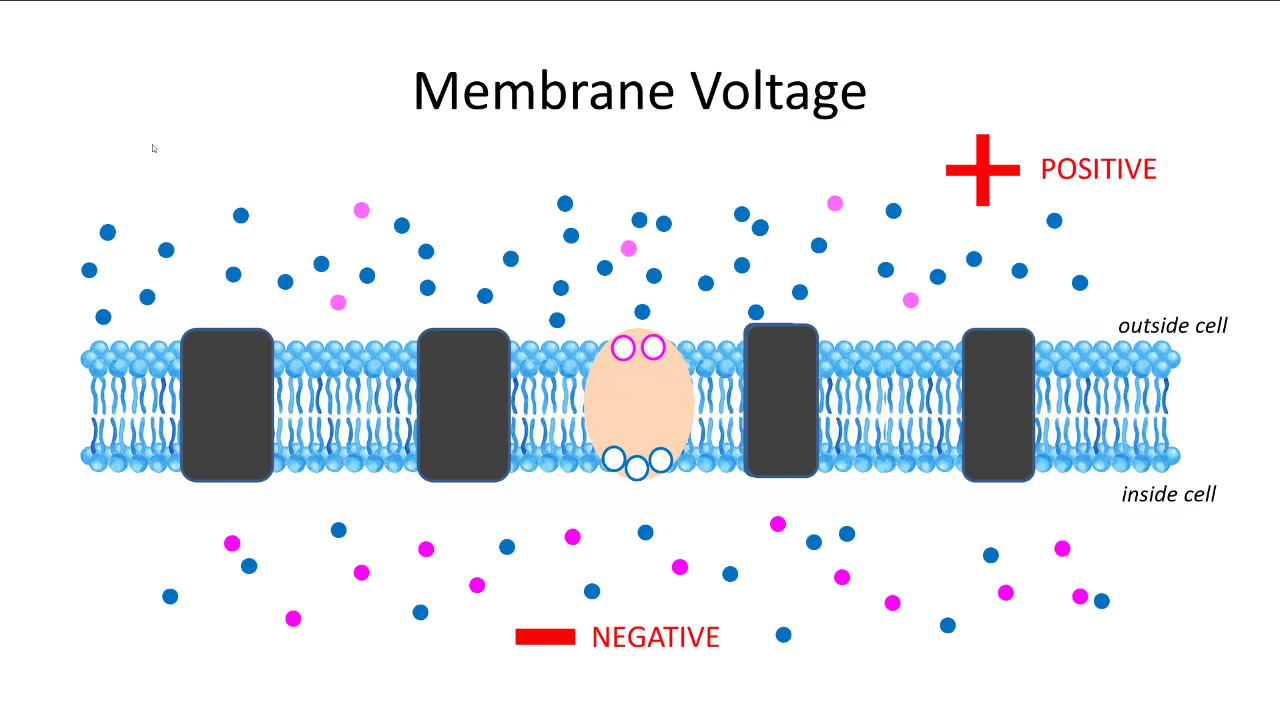 Membrane Voltage
POSITIVE
outside cell
inside cell
NEGATIVE